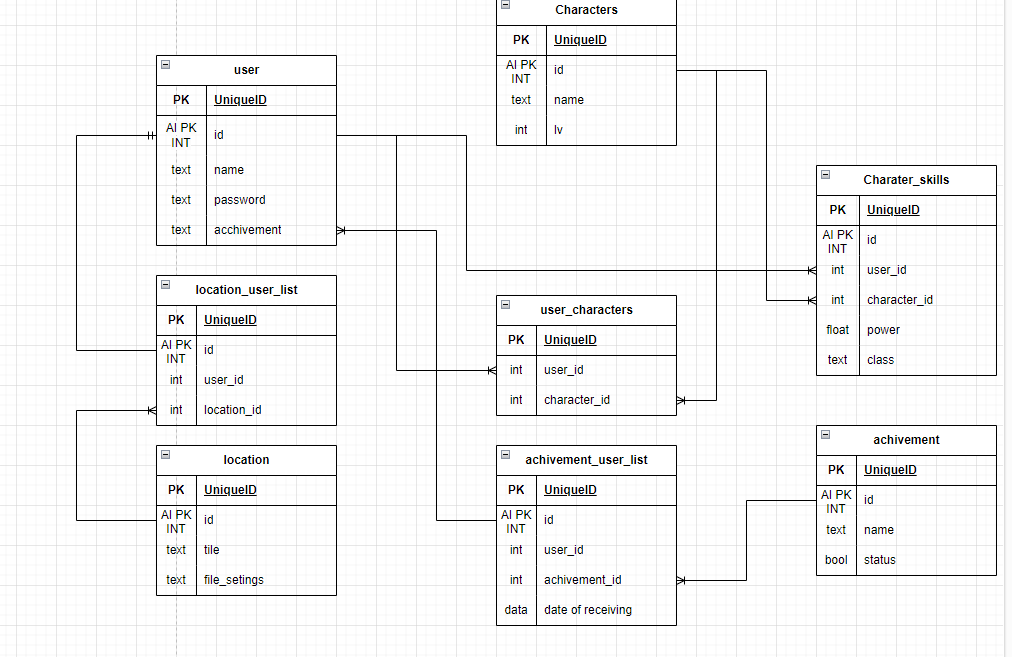 Characters
PK UniqueID
AI PK INT id
text name
int lv
user
PK UniqueID
AI PK INT id
text name
text password
text acchivement
Charater_skills
PK UniqueID
AI PK INT id
int user_id
int character_id
float power
text class
location_user_list
PK UniqueID
AI PK INT id
int user_id
int location_id
user_characters
PK UniqueID
int user_id
int character_id
location
PK UniqueID
AI PK INT id
text tile
text file_setings
achivement_user_list
PK UniqueID
AI PK INT id
int user_id
int achivement_id
data date of receiving
achivement
PK UniqueID
AI PK INT id
text name
bool status